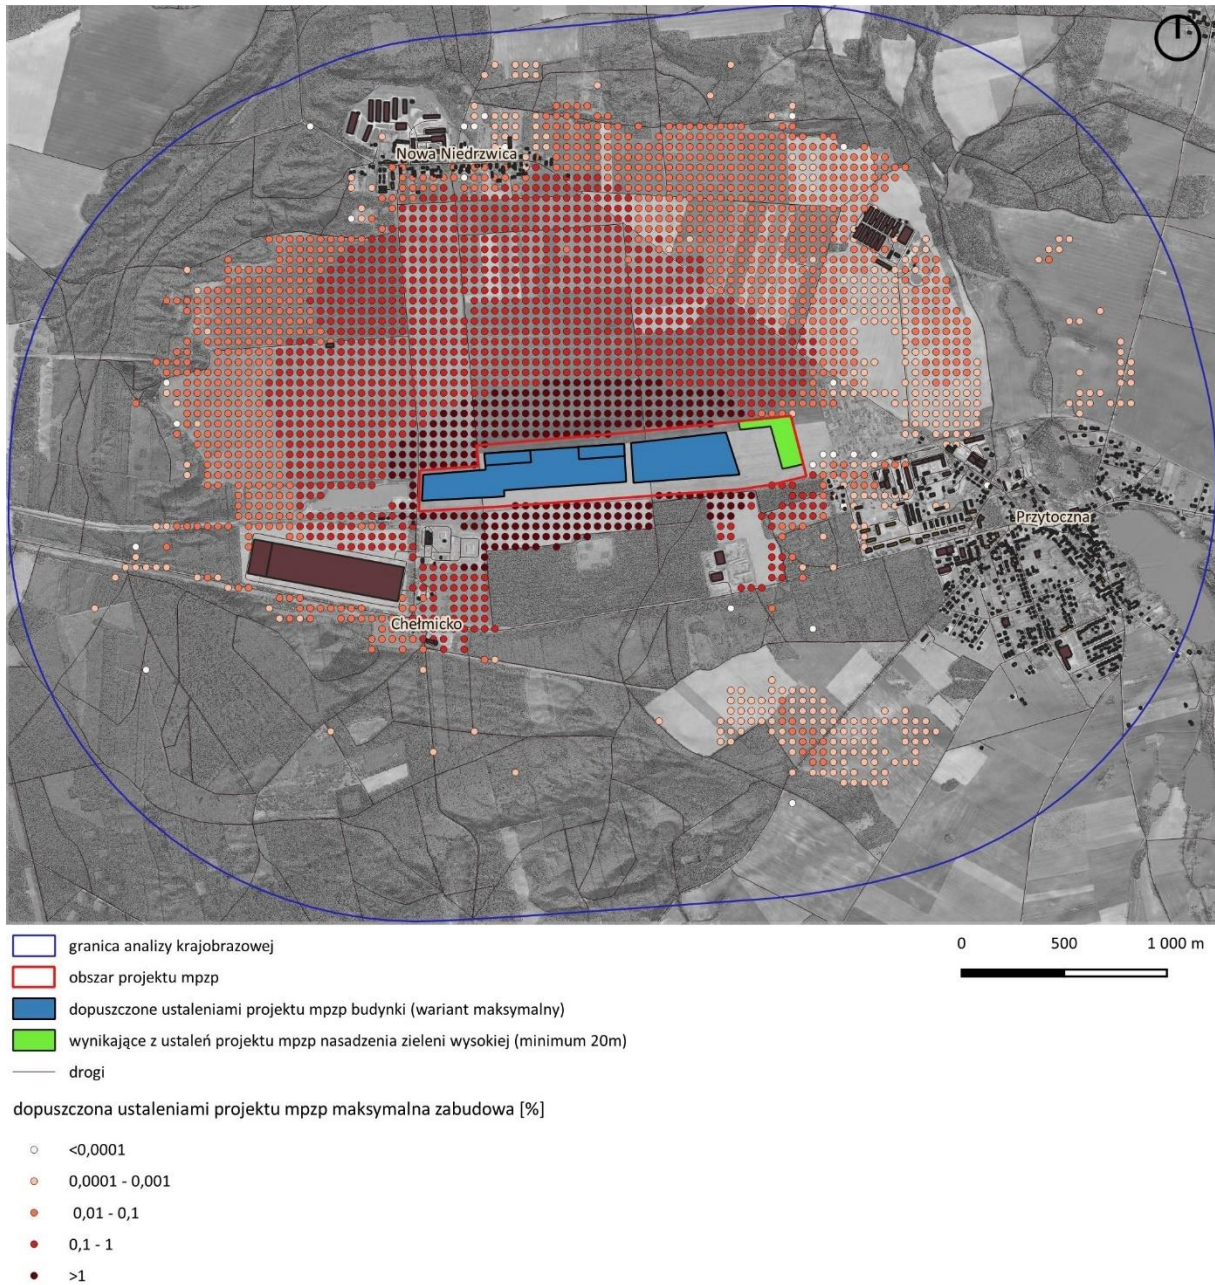 Nowa Niedrzwica
Przytoczna
Chełmicko
granica analizy krajobrazowej
0 500 1 000 m
obszar projektu mpzp
dopuszczone ustaleniami projektu mpzp budynki (wariant maksymalny)
wynikające z ustaleń projektu mpzp nasadzenia zieleni wysokiej (minimum 20m)
drogi
dopuszczona ustaleniami projektu mpzp maksymalna zabudowa [%]
<0,0001
0,0001 - 0,001
0,01 - 0,1
0,1 - 1
>1